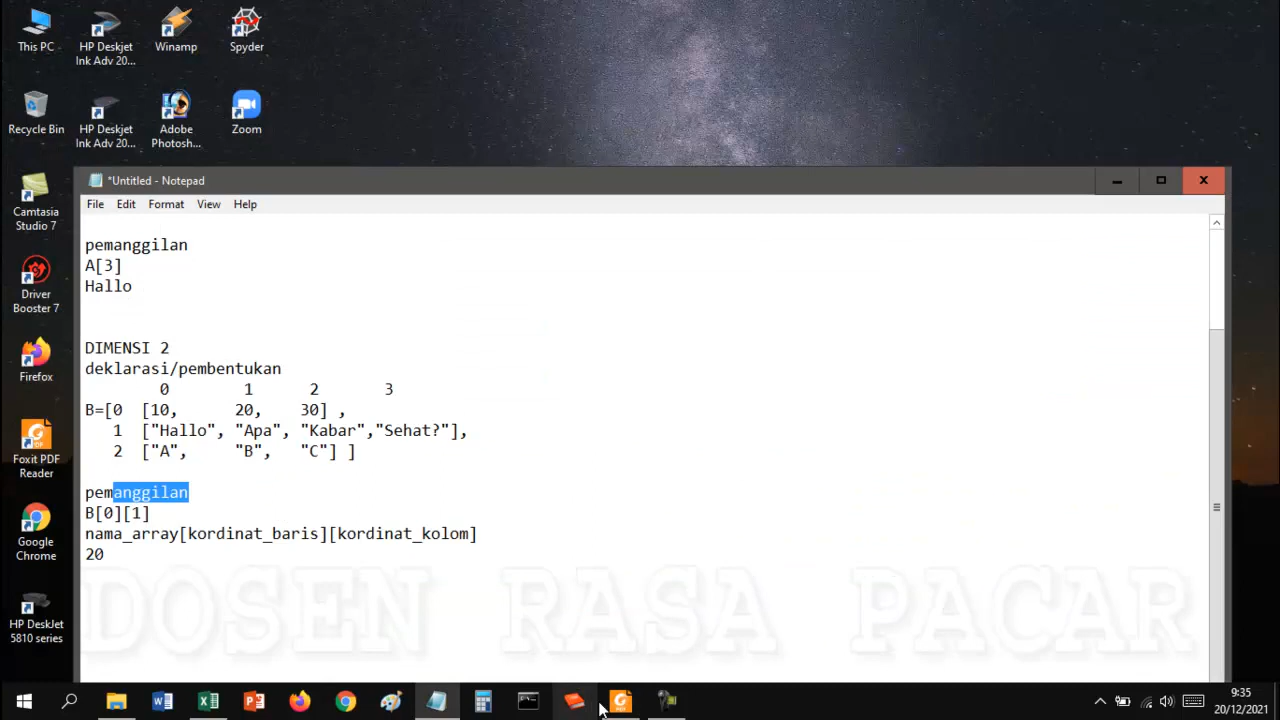 This PC
HP Deskjet
Ink Adv 20...
Winamp
Spyder
Recycle Bin
HP Deskjet
Ink Adv 20...
Adobe
Photosh...
Zoom
Camtasia
Studio 7
Driver
Booster 7
Firefox
Foxit PDF
Reader
Google
Chrome
HP DeskJet
5810 series
*Untitled - Notepad
File Edit Format View Help
pemanggilan
A[3]
Hallo
DIMENSI 2
deklarasi/pembentukan
0 1 2 3
B=[0 [10, 20, 30] ,
1 ["Hallo", "Apa", "Kabar","Sehat?"],
2 ["A", "B", "C"] ]
pemanggilan
B[0][1]
nama_array[kordinat_baris][kordinat_kolom]
20
DOSEN RASA PACAR
9:35
20/12/2021